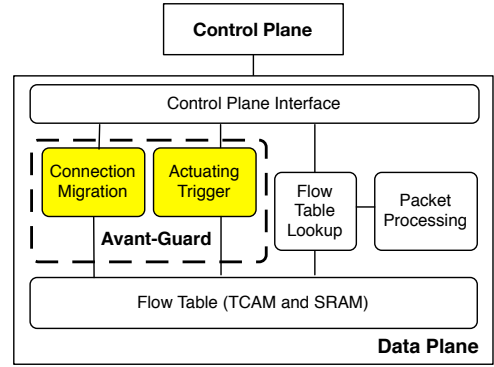 Control Plane
Control Plane Interface
Connection
Migration
Actuating
Trigger
Avant-Guard
Flow
Table
Lookup
Packet
Processing
Flow Table (TCAM and SRAM)
Data Plane